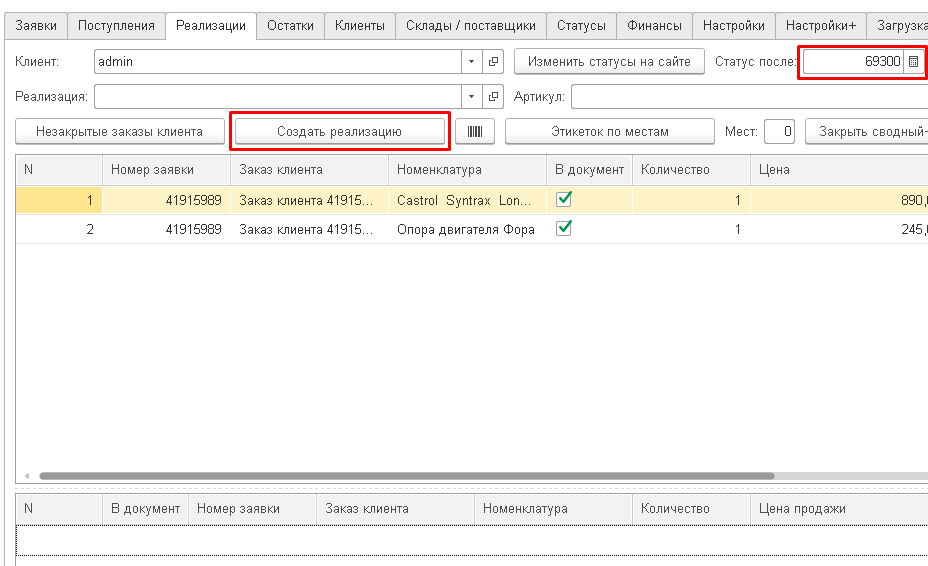 Заявки Поступления Реализации Остатки Клиенты Склады / поставщики Статусы Финансы Настройки Настройки+ Загрузка
Клиент: admin Изменить статусы на сайте Статус после: 69300
Реализация: Артикул:
Незакрытые заказы клиента Создать реализацию Этикеток по местам Мест: 0 Закрыть сводный-
N Номер заявки Заказ клиента Номенклатура В документ Количество Цена
1 41915989 Заказ клиента 41915... Castrol Syntrax Lon... 1 890,
2 41915989 Заказ клиента 41915... Опора двигателя Фора 1 245,
N В документ Номер заявки Заказ клиента Номенклатура Количество Цена продажи